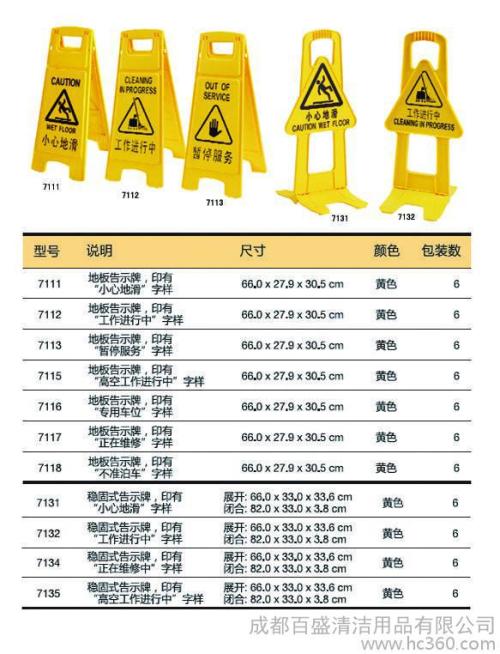 CAUTION
WET FLOOR
小心地滑
7111
CLEANING
IN PROGRESS
工作进行中
7112
OUT OF
SERVICE
暂停服务
7113
小心地滑
CAUTION WET FLOOR
7131
工作进行中
CLEANING IN PROGRESS
7132
型号 说明 尺寸 颜色 包装数
7111 地板告示牌，印有 66.0 x 27.9 x 30.5 cm 黄色 6
“小心地滑”字样
7112 地板告示牌，印有 66.0 x 27.9 x 30.5 cm 黄色 6
“工作进行中”字样
7113 地板告示牌，印有 66.0 x 27.9 x 30.5 cm 黄色 6
“暂停服务”字样
7115 地板告示牌，印有 66.0 x 27.9 x 30.5 cm 黄色 6
“高空工作进行中”字样
7116 地板告示牌，印有 66.0 x 27.9 x 30.5 cm 黄色 6
“专用车位”字样
7117 地板告示牌，印有 66.0 x 27.9 x 30.5 cm 黄色 6
“正在维修”字样
7118 地板告示牌，印有 66.0 x 27.9 x 30.5 cm 黄色 6
“不准泊车”字样
7131 稳固式告示牌，印有 展开: 66.0 x 33.0 x 33.6 cm 黄色 6
“小心地滑”字样 闭合: 82.0 x 33.0 x 3.8 cm
7132 稳固式告示牌，印有 展开: 66.0 x 33.0 x 33.6 cm 黄色 6
“工作进行中”字样 闭合: 82.0 x 33.0 x 3.8 cm
7134 稳固式告示牌，印有 展开: 66.0 x 33.0 x 33.6 cm 黄色 6
“正在维修中”字样 闭合: 82.0 x 33.0 x 3.8 cm
7135 稳固式告示牌，印有 展开: 66.0 x 33.0 x 33.6 cm 黄色 6
“高空工作进行中”字样 闭合: 82.0 x 33.0 x 3.8 cm
成都百盛清洁用品有限公司
www.hc360.com